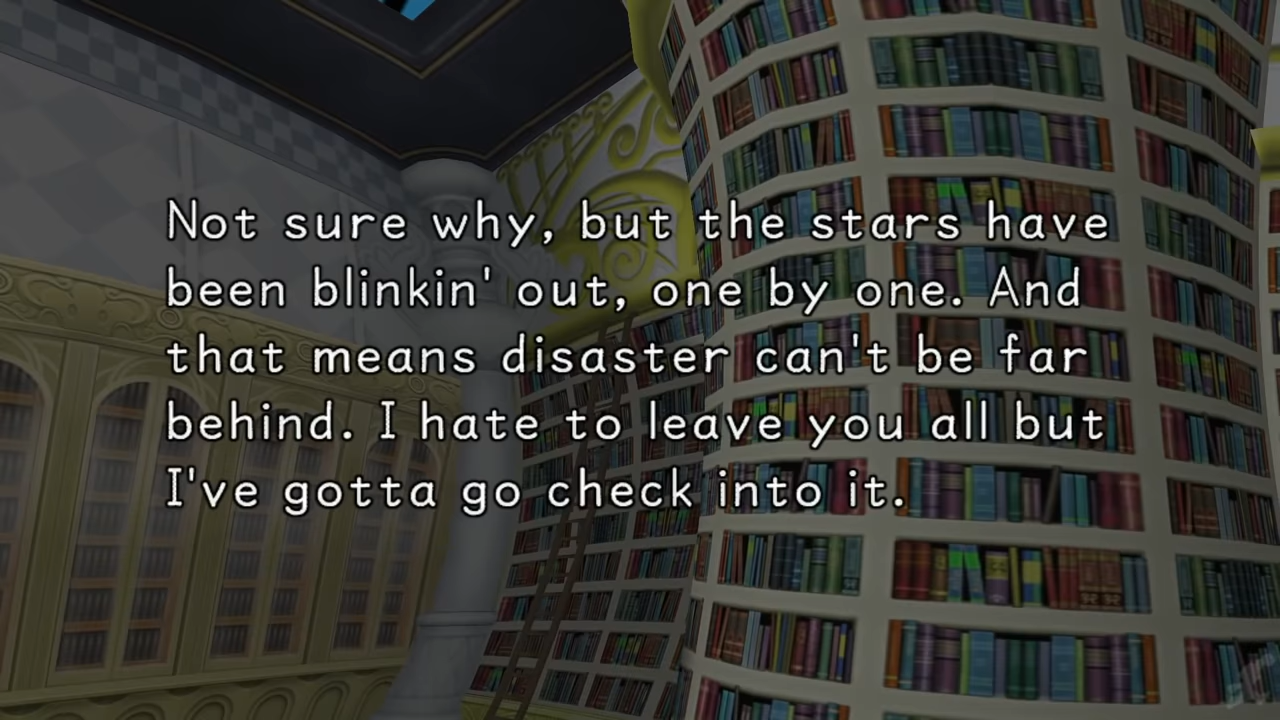 Not sure why, but the stars have
been blinkin' out, one by one. And
that means disaster can't be far
behind. I hate to leave you all but
I've gotta go check into it.